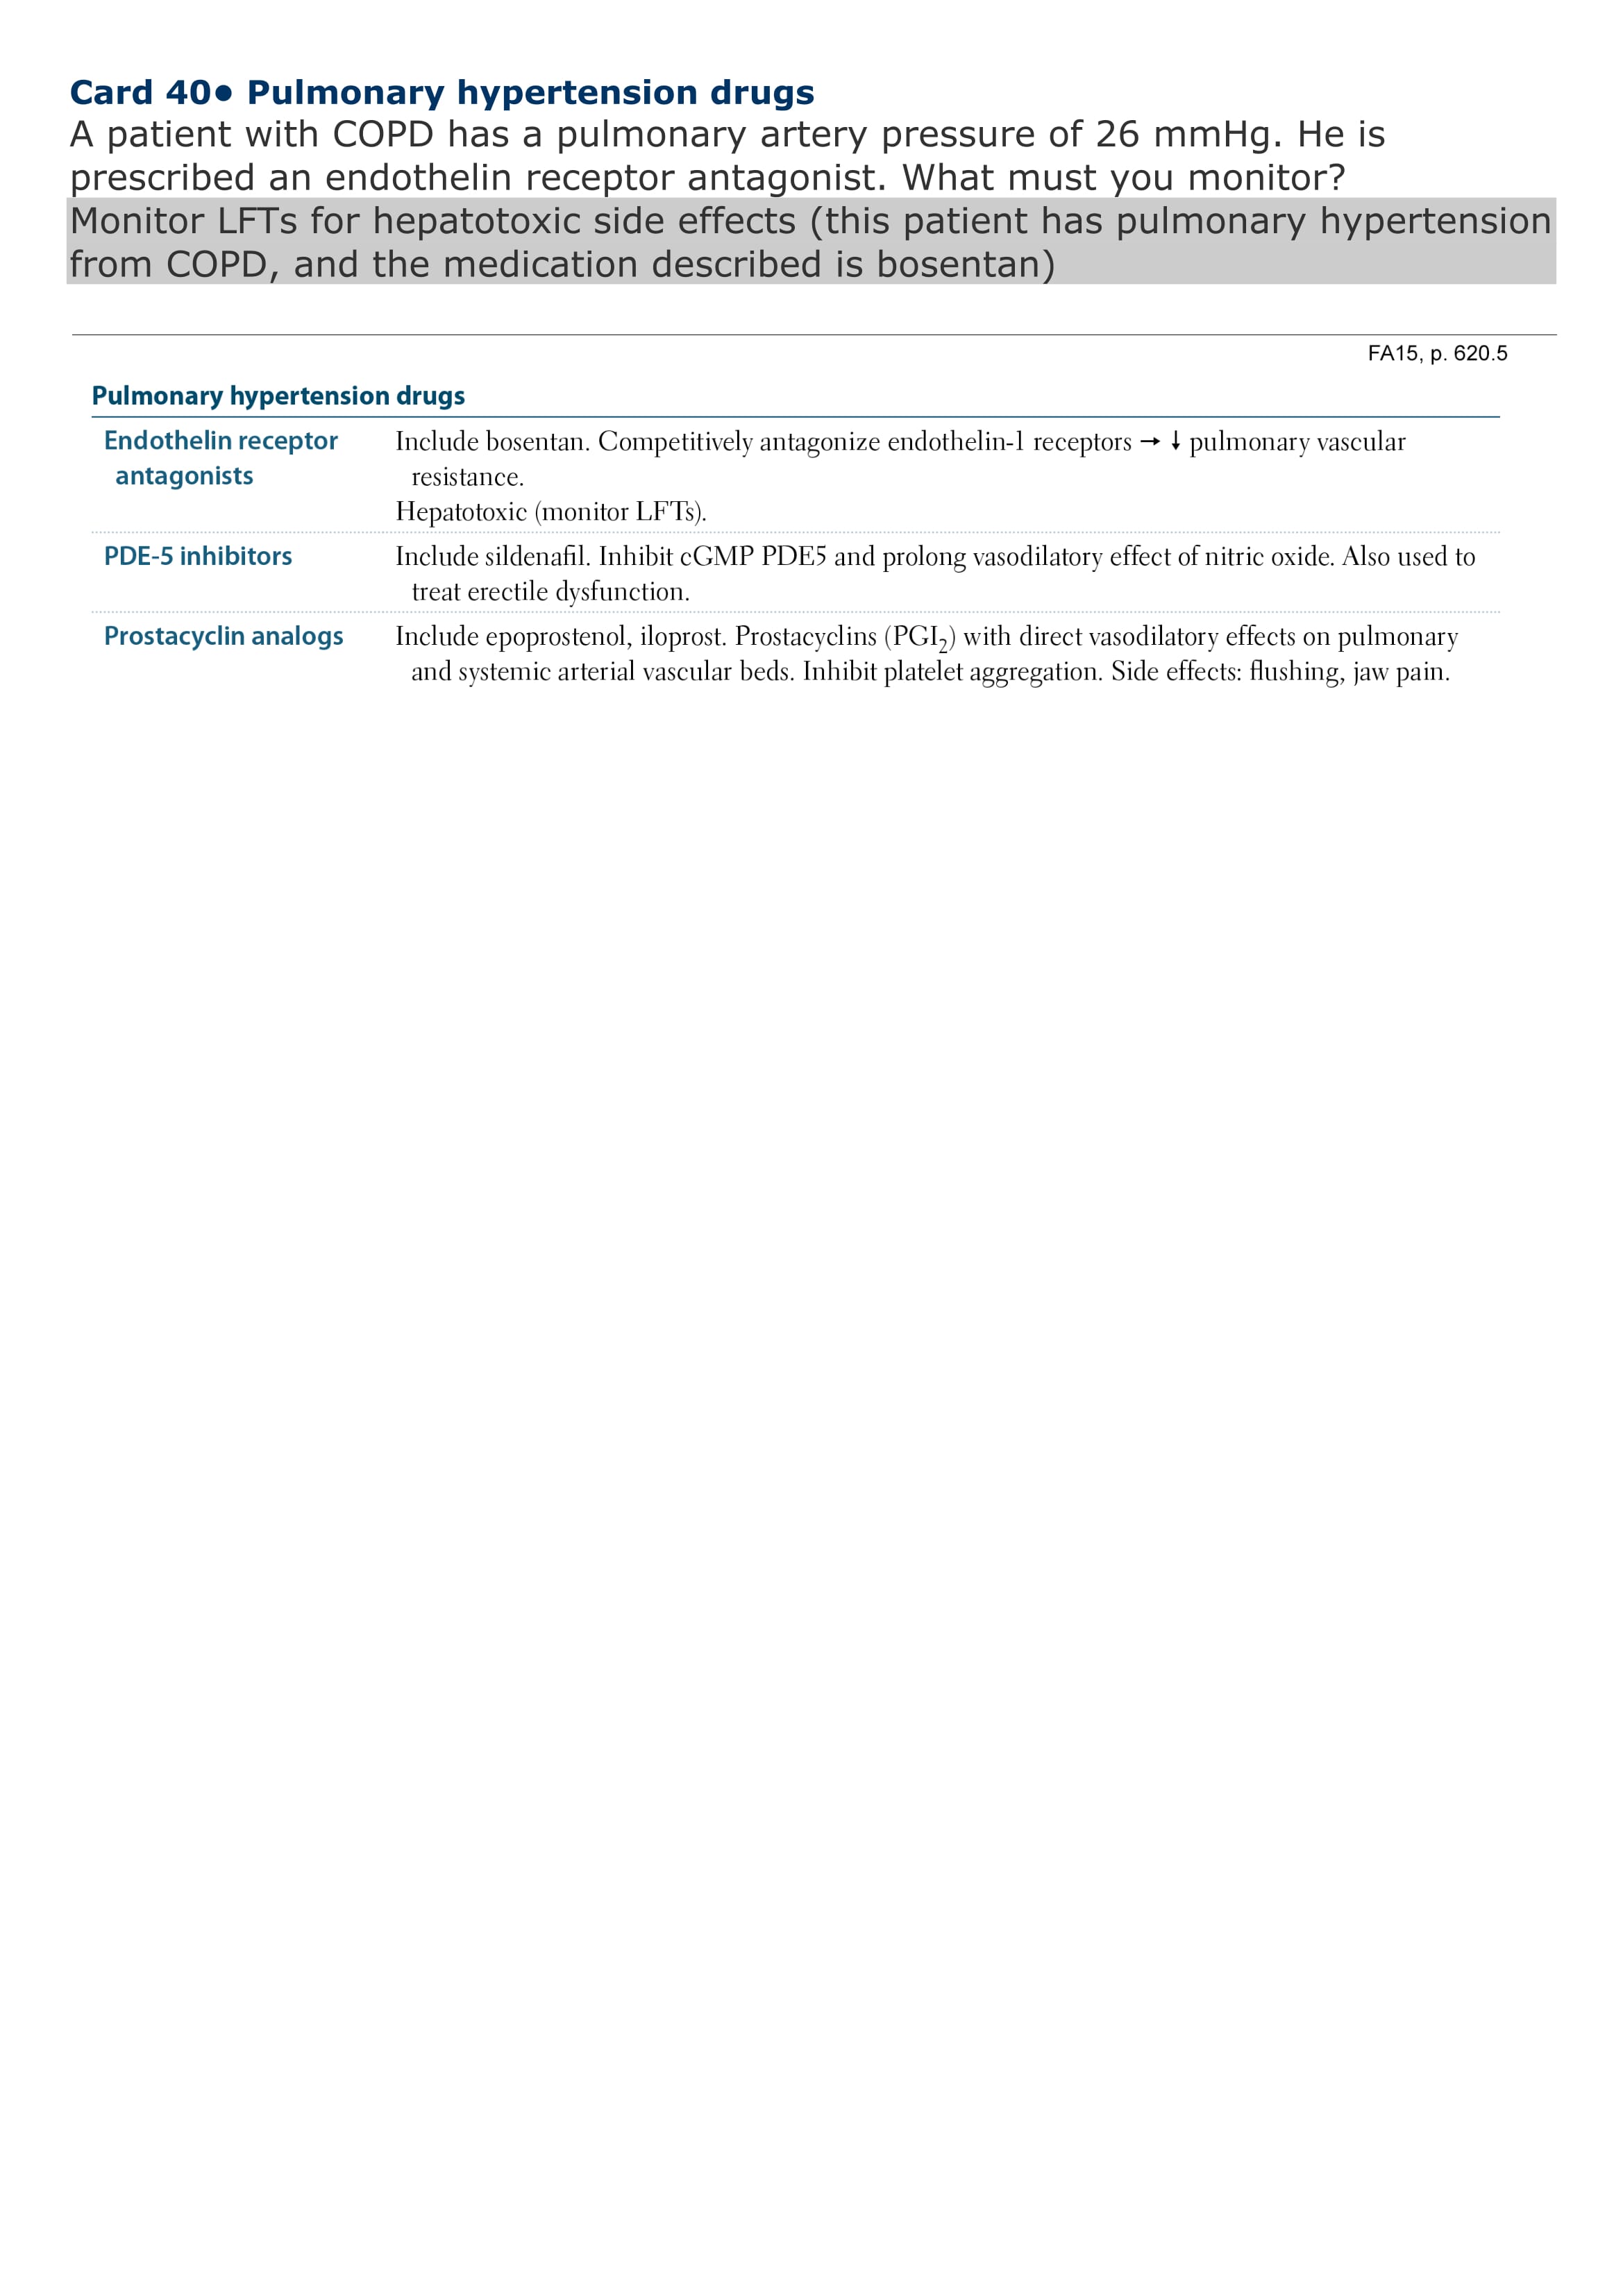 Card 40● Pulmonary hypertension drugs
A patient with COPD has a pulmonary artery pressure of 26 mmHg. He is
prescribed an endothelin receptor antagonist. What must you monitor?
Monitor LFTs for hepatotoxic side effects (this patient has pulmonary hypertension
from COPD, and the medication described is bosentan)
FA15, p. 620.5
Pulmonary hypertension drugs
Endothelin receptor antagonists
Include bosentan. Competitively antagonize endothelin-1 receptors → ↓ pulmonary vascular
resistance.
Hepatotoxic (monitor LFTs).
PDE-5 inhibitors
Include sildenafil. Inhibit cGMP PDE5 and prolong vasodilatory effect of nitric oxide. Also used to
treat erectile dysfunction.
Prostacyclin analogs
Include epoprostenol, iloprost. Prostacyclins (PGI₂) with direct vasodilatory effects on pulmonary
and systemic arterial vascular beds. Inhibit platelet aggregation. Side effects: flushing, jaw pain.